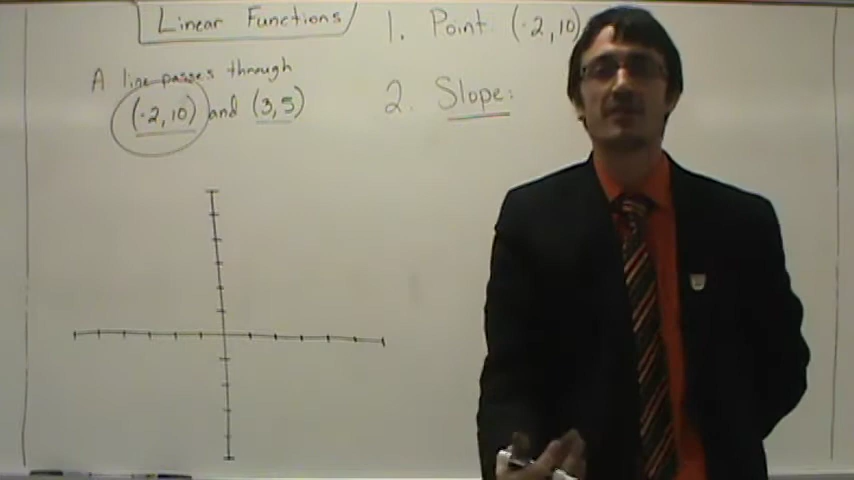 Linear Functions
A line passes through
(-2,10) and (3,5)
1. Point: (-2,10)
2. Slope: